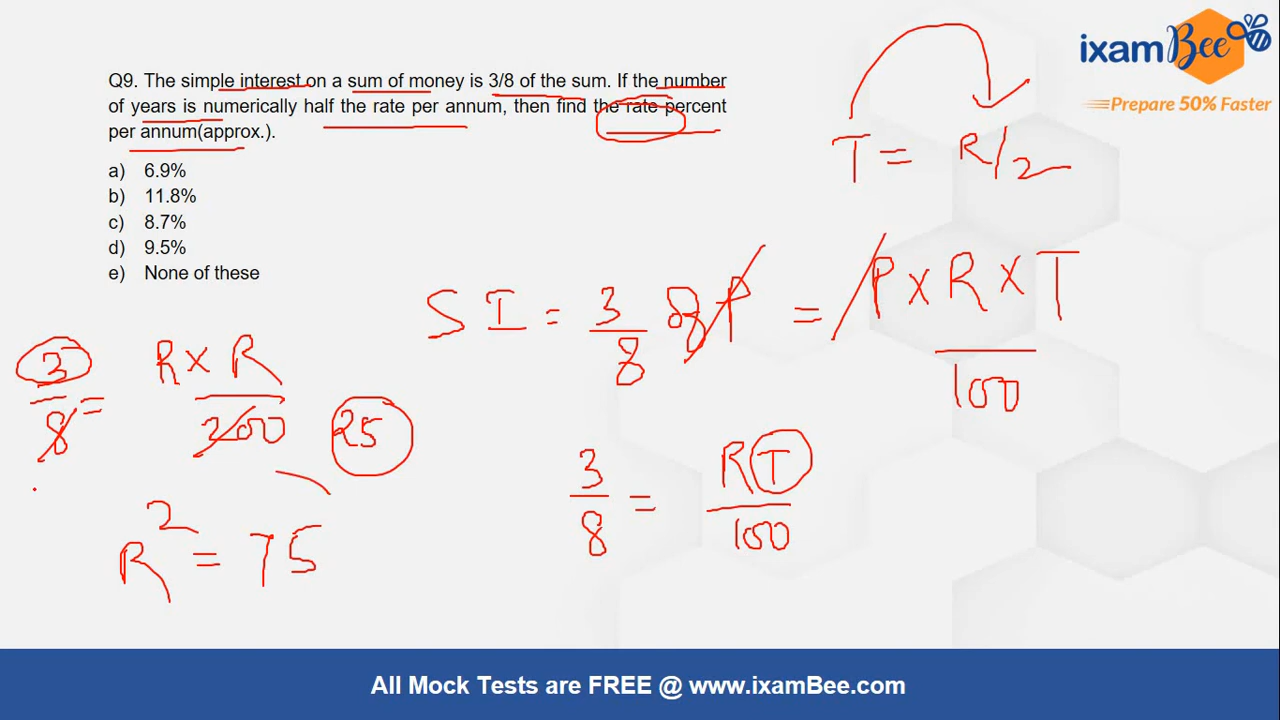 ixamBee
Prepare 50% Faster
Q9. The simple interest on a sum of money is 3/8 of the sum. If the number
of years is numerically half the rate per annum, then find the rate percent
per annum(approx.).
a) 6.9%
b) 11.8%
c) 8.7%
d) 9.5%
e) None of these
T = R/2
SI = 3/8 of P = P x R x T / 100
3/8 = R x R / 200 25
3/8 = RT / 100
R² = 75
All Mock Tests are FREE @ www.ixamBee.com